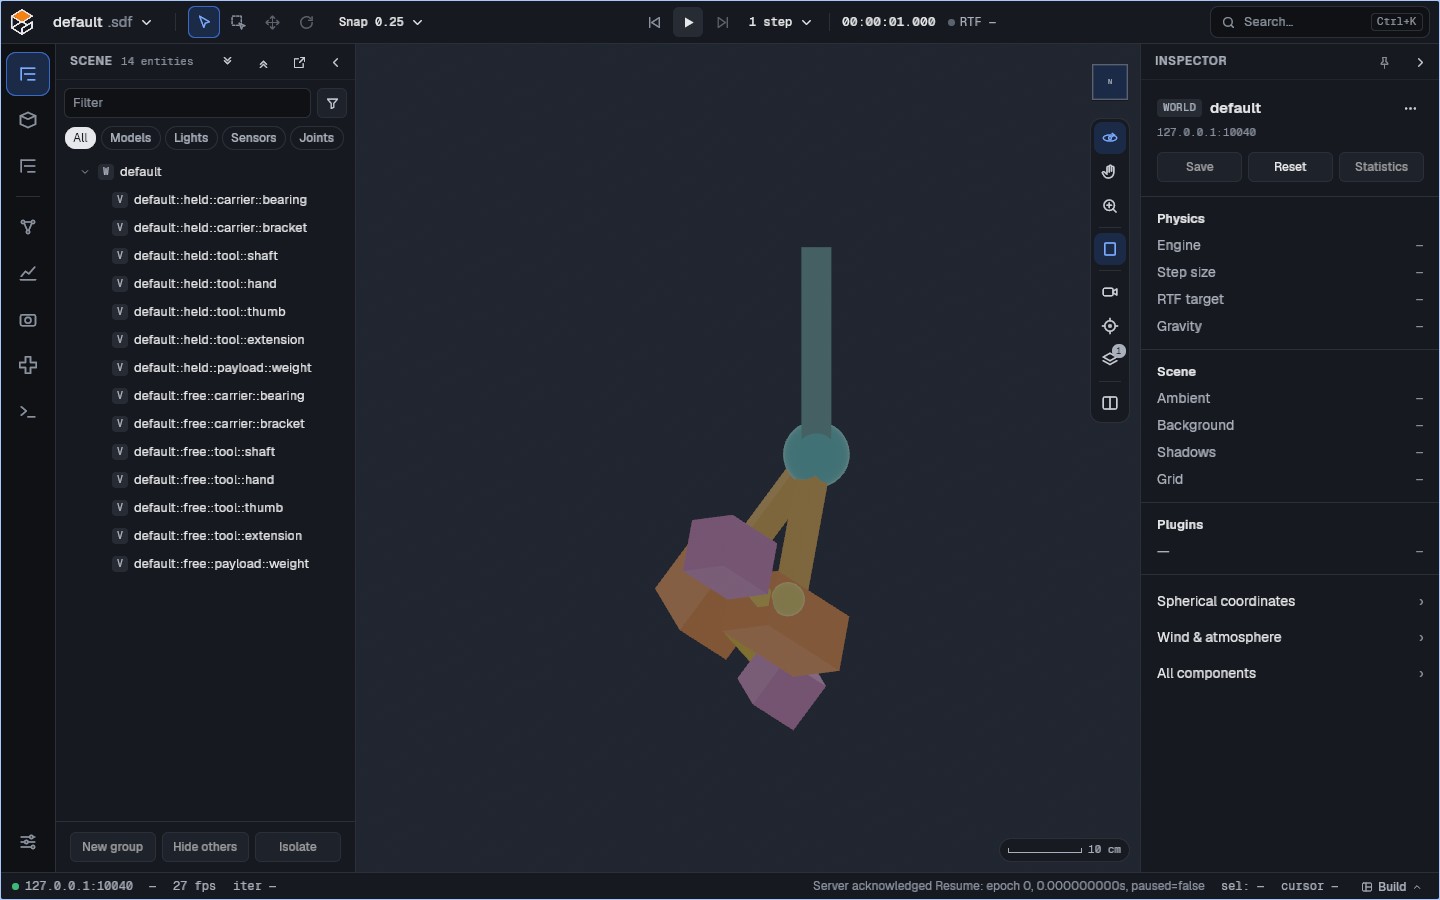 default .sdf
Snap 0.25
1 step
00:00:01.000
RTF –
Search...
Ctrl+K
SCENE 14 entities
Filter
All
Models
Lights
Sensors
Joints
W default
V default::held::carrier::bearing
V default::held::carrier::bracket
V default::held::tool::shaft
V default::held::tool::hand
V default::held::tool::thumb
V default::held::tool::extension
V default::held::payload::weight
V default::free::carrier::bearing
V default::free::carrier::bracket
V default::free::tool::shaft
V default::free::tool::hand
V default::free::tool::thumb
V default::free::tool::extension
V default::free::payload::weight
New group
Hide others
Isolate
N
1
10 cm
INSPECTOR
WORLD default
127.0.0.1:10040
Save
Reset
Statistics
Physics
Engine –
Step size –
RTF target –
Gravity –
Scene
Ambient –
Background –
Shadows –
Grid –
Plugins
— –
Spherical coordinates
Wind & atmosphere
All components
127.0.0.1:10040 – 27 fps iter –
Server acknowledged Resume: epoch 0, 0.000000000s, paused=false
sel: –
cursor –
Build